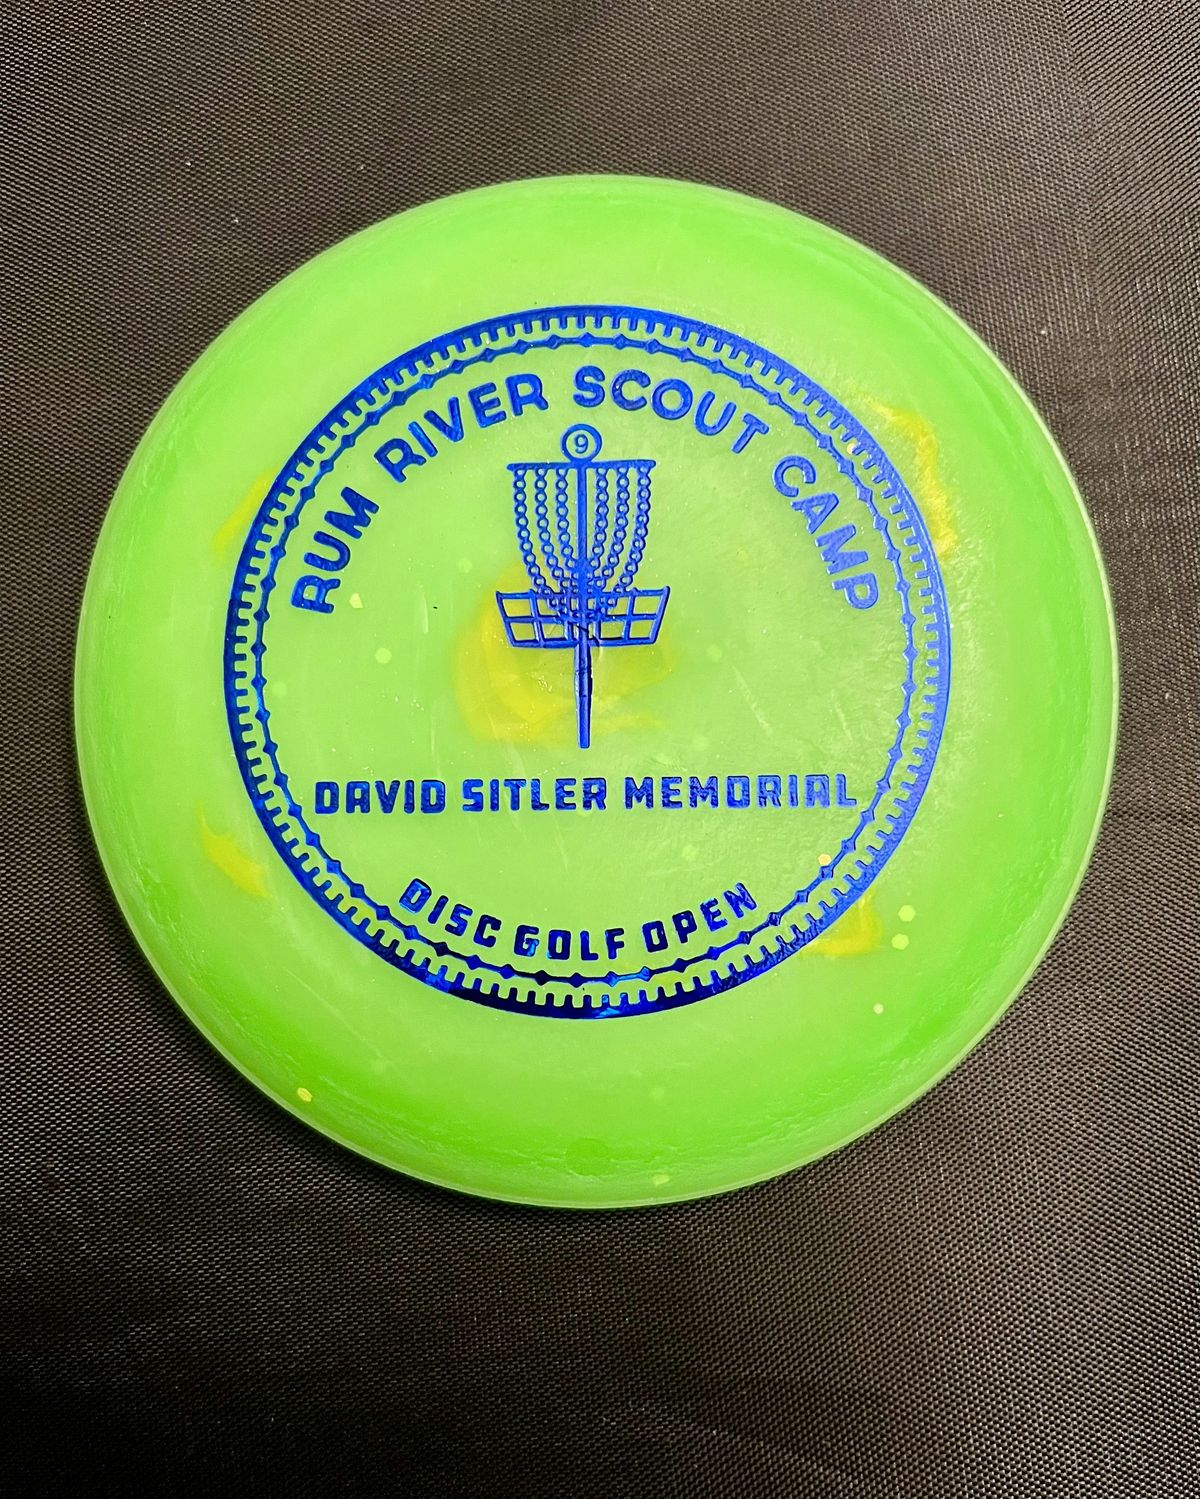 RUM RIVER SCOUT CAMP
9
DAVID SITLER MEMORIAL
DISC GOLF OPEN